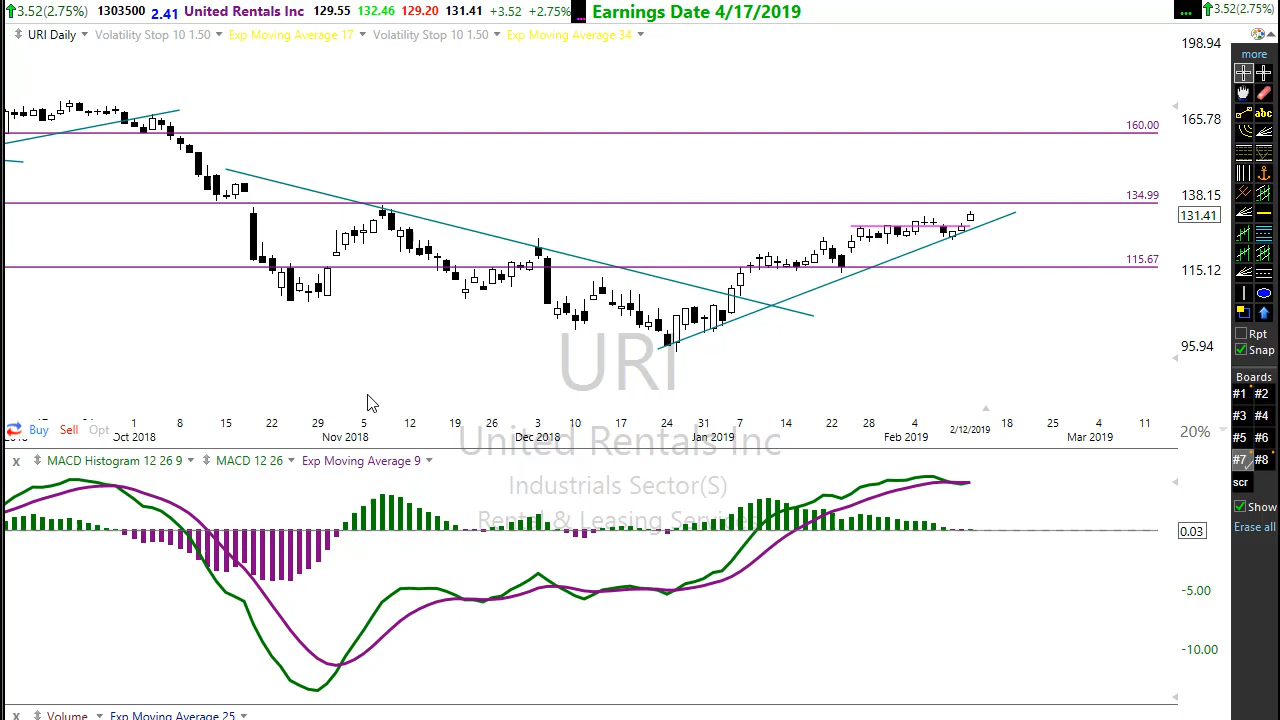 3.52(2.75%) 1303500 2.41 United Rentals Inc 129.55 132.46 129.20 131.41 +3.52 +2.75% ... Earnings Date 4/17/2019 ... 3.52(2.75%)
URI Daily Volatility Stop 10 1.50 Exp Moving Average 17 Volatility Stop 10 1.50 Exp Moving Average 34
198.94
more
abc
160.00
165.78
134.99
138.15
131.41
115.67
115.12
95.94
URI
Rpt
Snap
Boards
#1 #2
#3 #4
#5 #6
#7 #8
scr
Show
Erase all
1 8 15 22 29 5 12 19 26 10 17 24 31 7 14 22 28 4 2/12/2019 18 25 4 11
Oct 2018 Nov 2018 Dec 2018 Jan 2019 Feb 2019 Mar 2019
Buy Sell Opt
20%
United Rentals Inc
Industrials Sector(S)
Rental & Leasing Services
X MACD Histogram 12 26 9 MACD 12 26 Exp Moving Average 9
0.03
-5.00
-10.00
X Volume Exp Moving Average 25